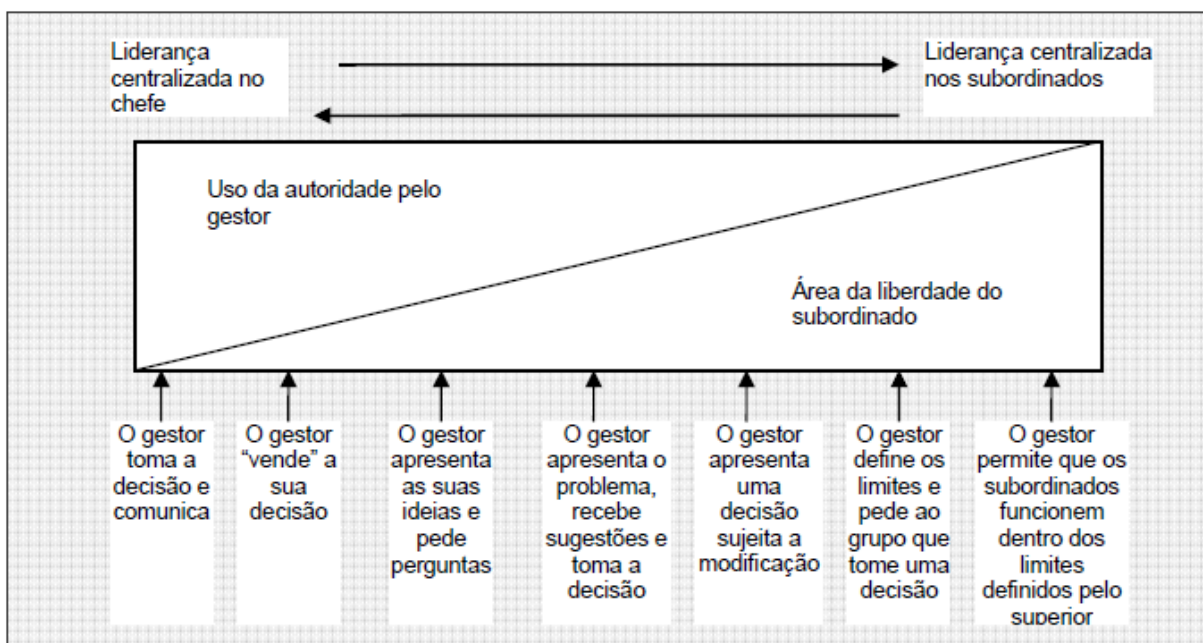 Liderança
centralizada no
chefe
Liderança centralizada
nos subordinados
Uso da autoridade pelo
gestor
Área da liberdade do
subordinado
O gestor
toma a
decisão e
comunica
O gestor
“vende” a
sua
decisão
O gestor
apresenta
as suas
ideias e
pede
perguntas
O gestor
apresenta o
problema,
recebe
sugestões e
toma a
decisão
O gestor
apresenta
uma
decisão
sujeita a
modificação
O gestor
define os
limites e
pede ao
grupo que
tome uma
decisão
O gestor
permite que os
subordinados
funcionem
dentro dos
limites
definidos pelo
superior